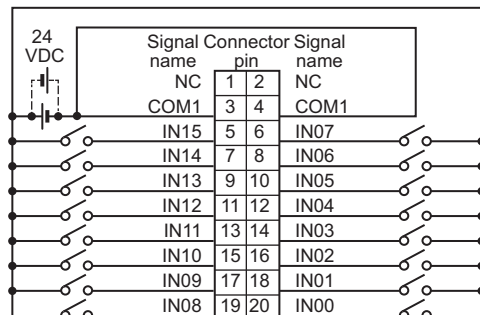 24
VDC
Signal Connector Signal
name pin name
NC 1 2 NC
COM1 3 4 COM1
IN15 5 6 IN07
IN14 7 8 IN06
IN13 9 10 IN05
IN12 11 12 IN04
IN11 13 14 IN03
IN10 15 16 IN02
IN09 17 18 IN01
IN08 19 20 IN00